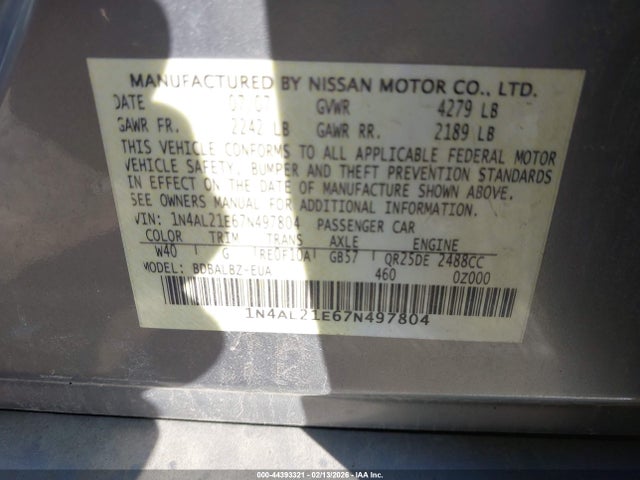 MANUFACTURED BY NISSAN MOTOR CO., LTD.
DATE 07/07 GVWR 4279 LB
GAWR FR. 2242 LB GAWR RR. 2189 LB
THIS VEHICLE CONFORMS TO ALL APPLICABLE FEDERAL MOTOR
VEHICLE SAFETY, BUMPER AND THEFT PREVENTION STANDARDS
IN EFFECT ON THE DATE OF MANUFACTURE SHOWN ABOVE.
SEE OWNERS MANUAL FOR ADDITIONAL INFORMATION.
VIN: 1N4AL21E67N497804 PASSENGER CAR
COLOR TRIM TRANS AXLE ENGINE
W40 G RE0F10A GB57 QR25DE 2488CC
MODEL: BDBALBZ-EUA 460 0Z000
1N4AL21E67N497804
000-44393321 - 02/13/2026 - Copyright © IAA, Inc.